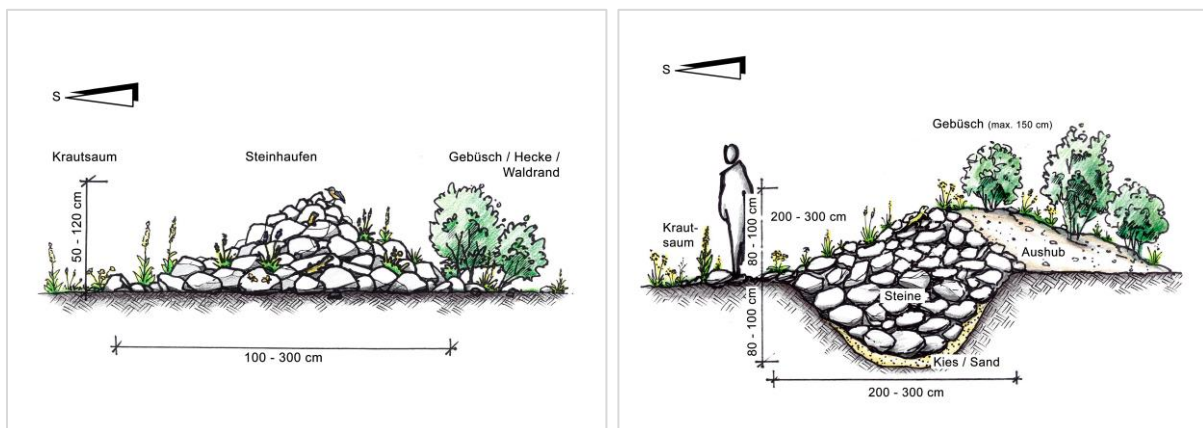 S
Krautsaum
Steinhaufen
Gebüsch / Hecke /
Waldrand
50 - 120 cm
100 - 300 cm
S
Gebüsch (max. 150 cm)
Kraut-
saum
200 - 300 cm
80 - 100 cm
Aushub
Steine
80 - 100 cm
Kies / Sand
200 - 300 cm